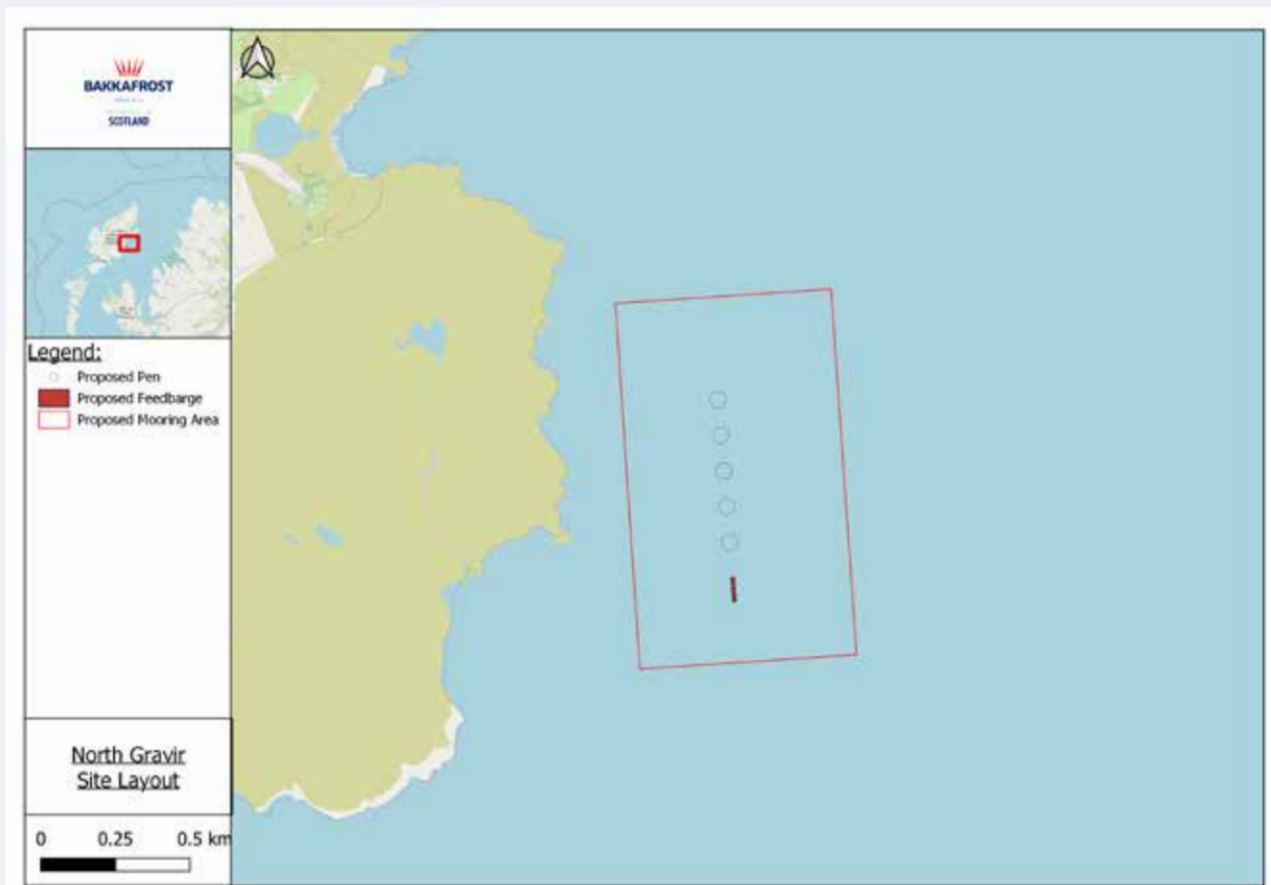 BAKKAFROST
SCOTLAND
Legend:
Proposed Pen
Proposed Feedbarge
Proposed Mooring Area
North Gravir
Site Layout
0 0.25 0.5 km